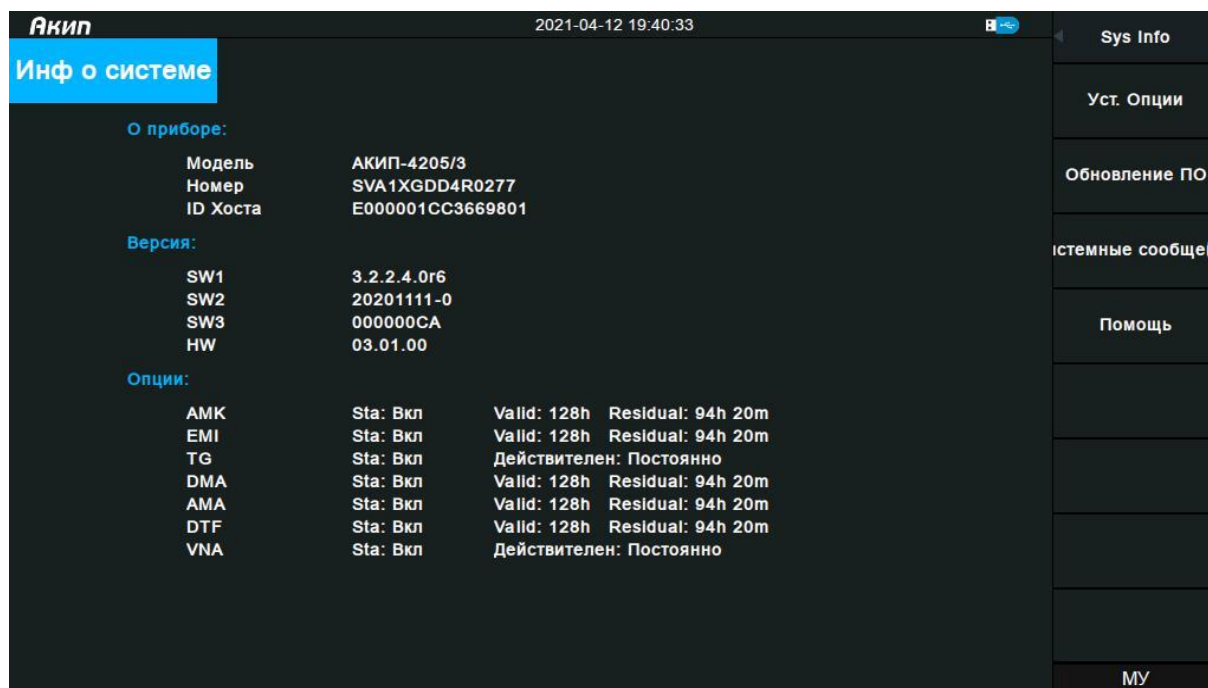 Акип
2021-04-12 19:40:33
Sys Info
Инф о системе
Уст. Опции
О приборе:
Модель АКИП-4205/3
Номер SVA1XGDD4R0277
ID Хоста E000001CC3669801
Обновление ПО
Версия:
истемные сообще
SW1 3.2.2.4.0r6
SW2 20201111-0
SW3 000000CA
HW 03.01.00
Помощь
Опции:
AMK Sta: Вкл Valid: 128h Residual: 94h 20m
EMI Sta: Вкл Valid: 128h Residual: 94h 20m
TG Sta: Вкл Действителен: Постоянно
DMA Sta: Вкл Valid: 128h Residual: 94h 20m
AMA Sta: Вкл Valid: 128h Residual: 94h 20m
DTF Sta: Вкл Valid: 128h Residual: 94h 20m
VNA Sta: Вкл Действителен: Постоянно
МУ